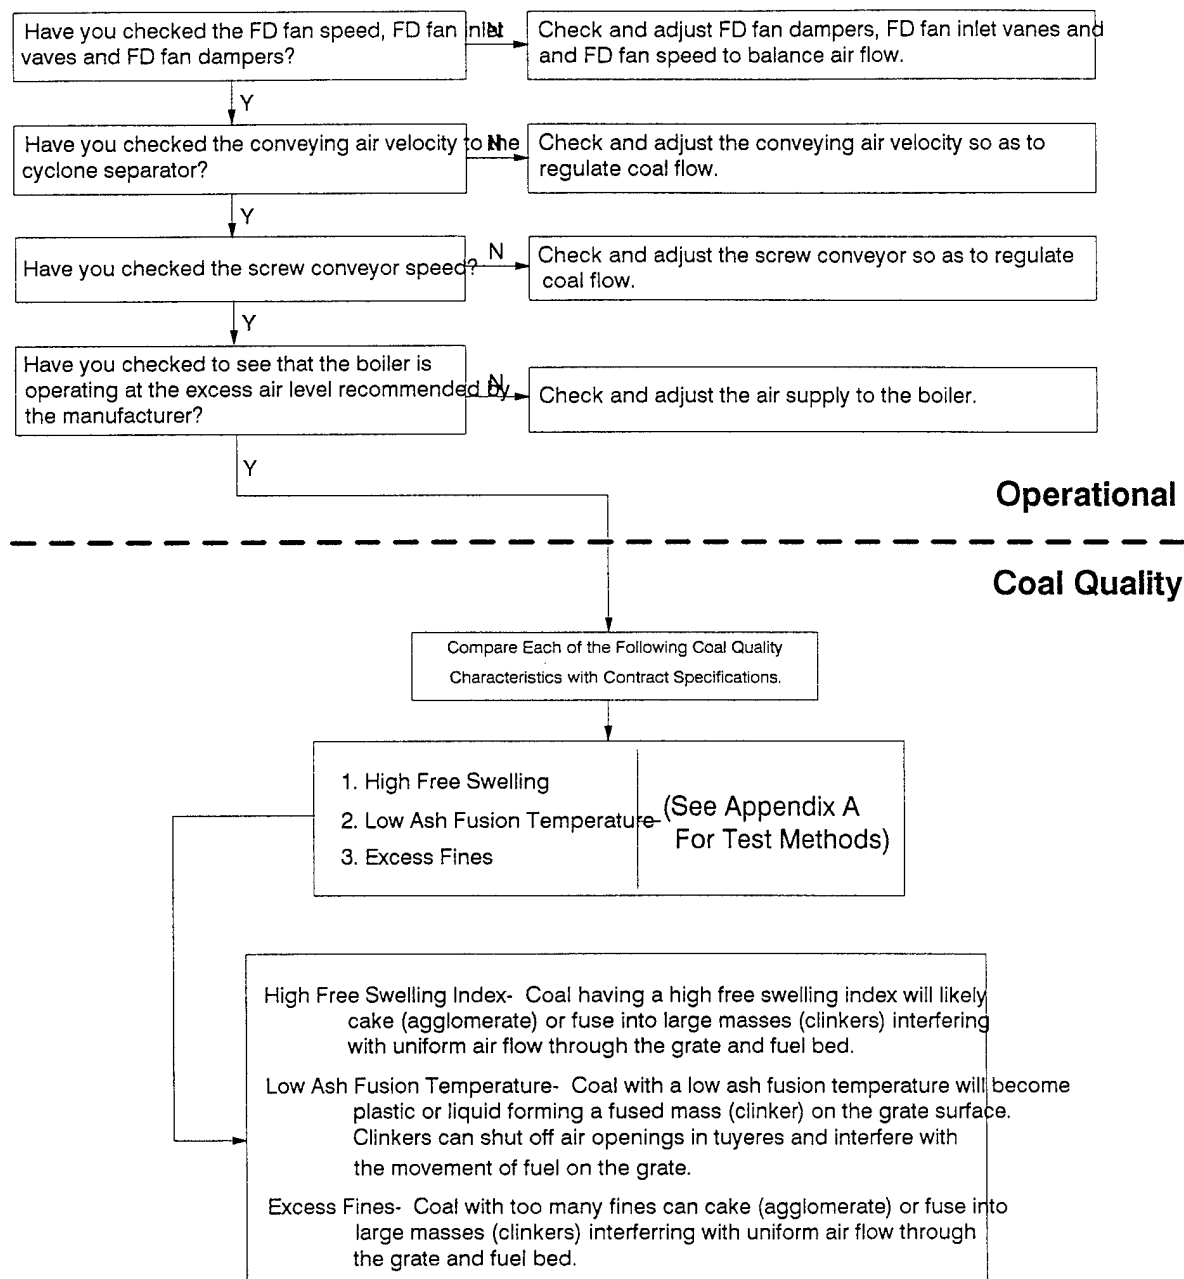 Have you checked the FD fan speed, FD fan inlet
vaves and FD fan dampers?
N
Check and adjust FD fan dampers, FD fan inlet vanes and
and FD fan speed to balance air flow.
Y
Have you checked the conveying air velocity to the
cyclone separator?
N
Check and adjust the conveying air velocity so as to
regulate coal flow.
Y
Have you checked the screw conveyor speed?
N
Check and adjust the screw conveyor so as to regulate
coal flow.
Y
Have you checked to see that the boiler is
operating at the excess air level recommended by
the manufacturer?
N
Check and adjust the air supply to the boiler.
Y
Operational
Coal Quality
Compare Each of the Following Coal Quality
Characteristics with Contract Specifications.
1. High Free Swelling
2. Low Ash Fusion Temperature-
3. Excess Fines
(See Appendix A
For Test Methods)
High Free Swelling Index- Coal having a high free swelling index will likely
cake (agglomerate) or fuse into large masses (clinkers) interfering
with uniform air flow through the grate and fuel bed.
Low Ash Fusion Temperature- Coal with a low ash fusion temperature will become
plastic or liquid forming a fused mass (clinker) on the grate surface.
Clinkers can shut off air openings in tuyeres and interfere with
the movement of fuel on the grate.
Excess Fines- Coal with too many fines can cake (agglomerate) or fuse into
large masses (clinkers) interferring with uniform air flow through
the grate and fuel bed.